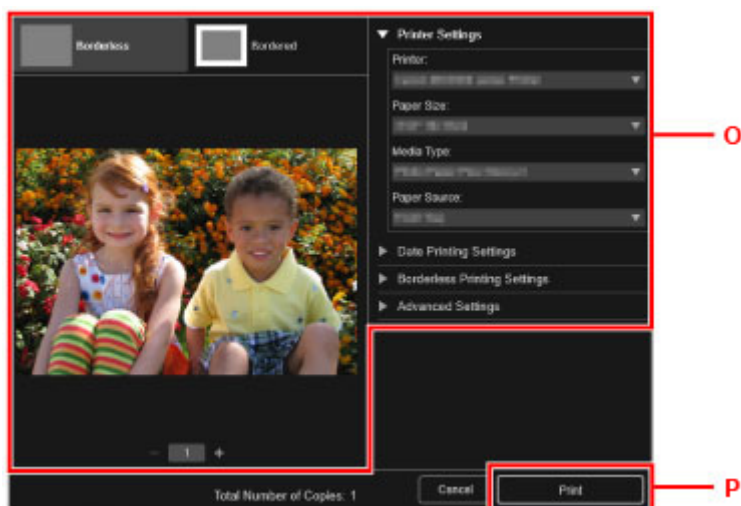 Borderless
Bordered
Printer Settings
Printer:
Paper Size:
Media Type:
Paper Source:
Date Printing Settings
Borderless Printing Settings
Advanced Settings
O
1
Total Number of Copies: 1
Cancel
Print
P